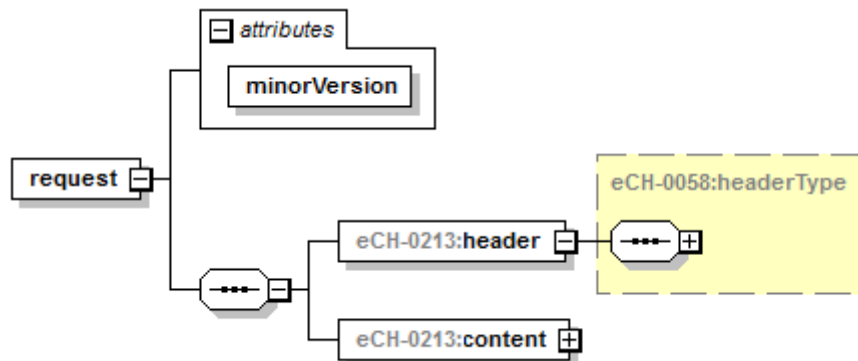 attributes
minorVersion
request
eCH-0058:headerType
eCH-0213:header
eCH-0213:content